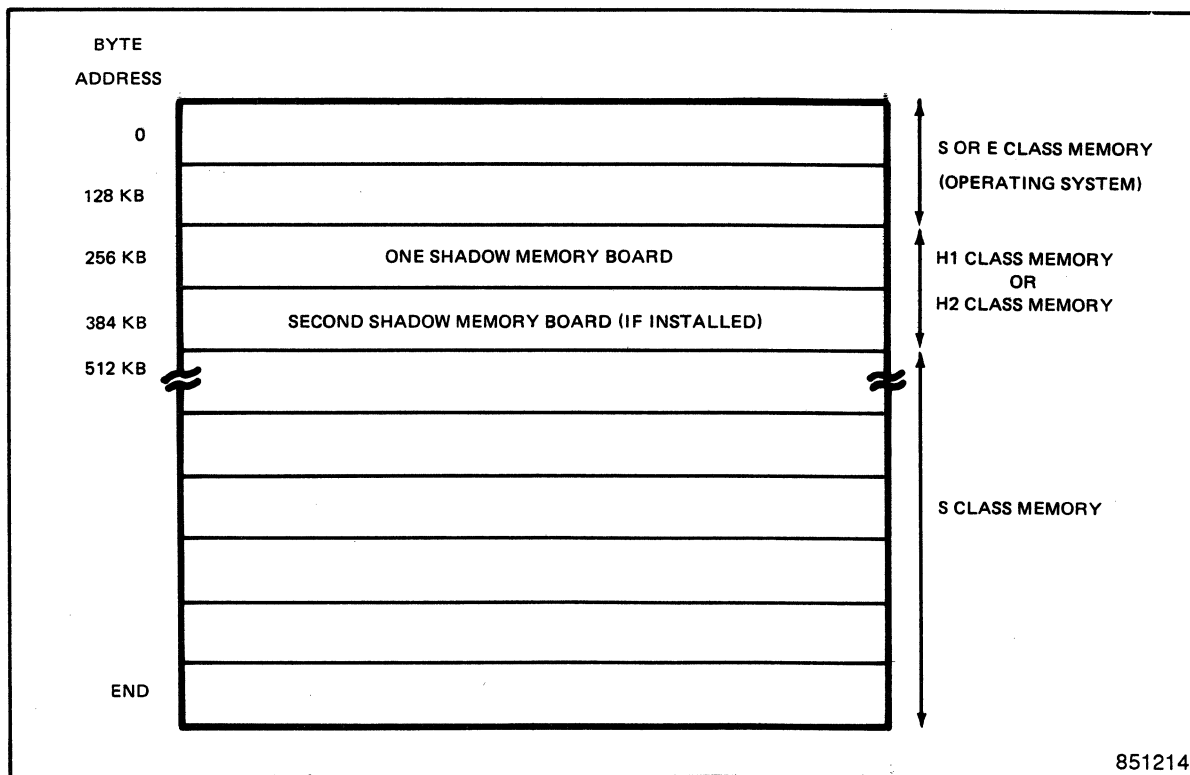 BYTE
ADDRESS
0
128 KB
256 KB
384 KB
512 KB
END
ONE SHADOW MEMORY BOARD
SECOND SHADOW MEMORY BOARD (IF INSTALLED)
S OR E CLASS MEMORY
(OPERATING SYSTEM)
H1 CLASS MEMORY
OR
H2 CLASS MEMORY
S CLASS MEMORY
851214